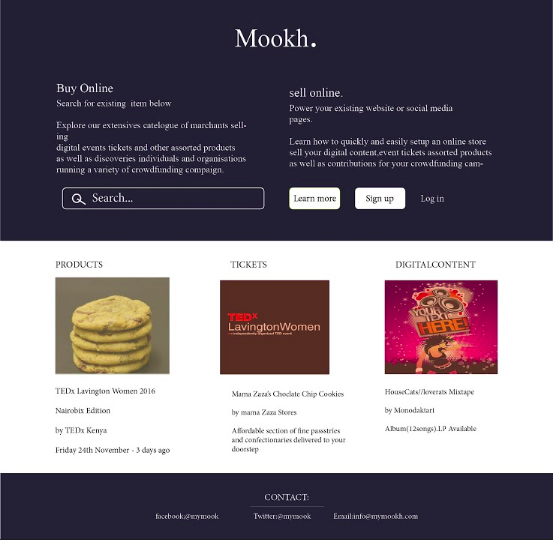 Mookh.
Buy Online
Search for existing item below
Explore our extensives catelogue of marchants sell-
ing
digital events tickets and other assorted products
as well as discoveries individuals and organisations
running a variety of crowdfunding compaign.
Search...
sell online.
Power your existing website or social media
pages.
Learn how to quickly and easily setup an online store
sell your digital content,event tickets assorted products
as well as contributions for your crowdfunding cam-
Learn more
Sign up
Log in
PRODUCTS
TEDx Lavington Women 2016
Nairobix Edition
by TEDx Kenya
Friday 24th November - 3 days ago
TICKETS
TEDx
LavingtonWomen
Mama Zaza's Choclate Chip Cookies
by mama Zaza Stores
Affordable section of fine passtries
and confectionaries delivered to your
doorstep
DIGITALCONTENT
YOUR
TEXT
HERE!
HouseCats//loverats Mixtape
by Monodaktari
Album(12songs).LP Available
CONTACT:
facebook;@mymook
Twitter:@mymook
Email:info@mymookh.com